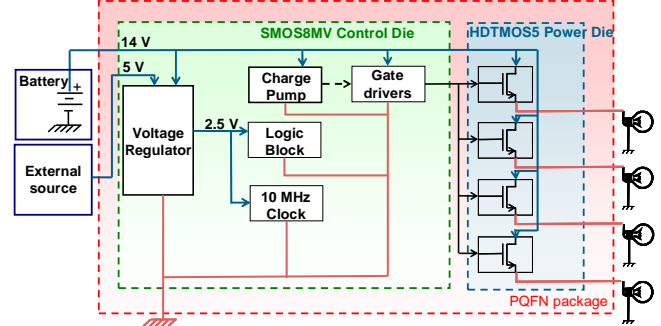 SMOS8MV Control Die
HDTMOS5 Power Die
14 V
Battery
+
5 V
Charge
Pump
Gate
drivers
Voltage
Regulator
2.5 V
Logic
Block
External
source
10 MHz
Clock
PQFN package